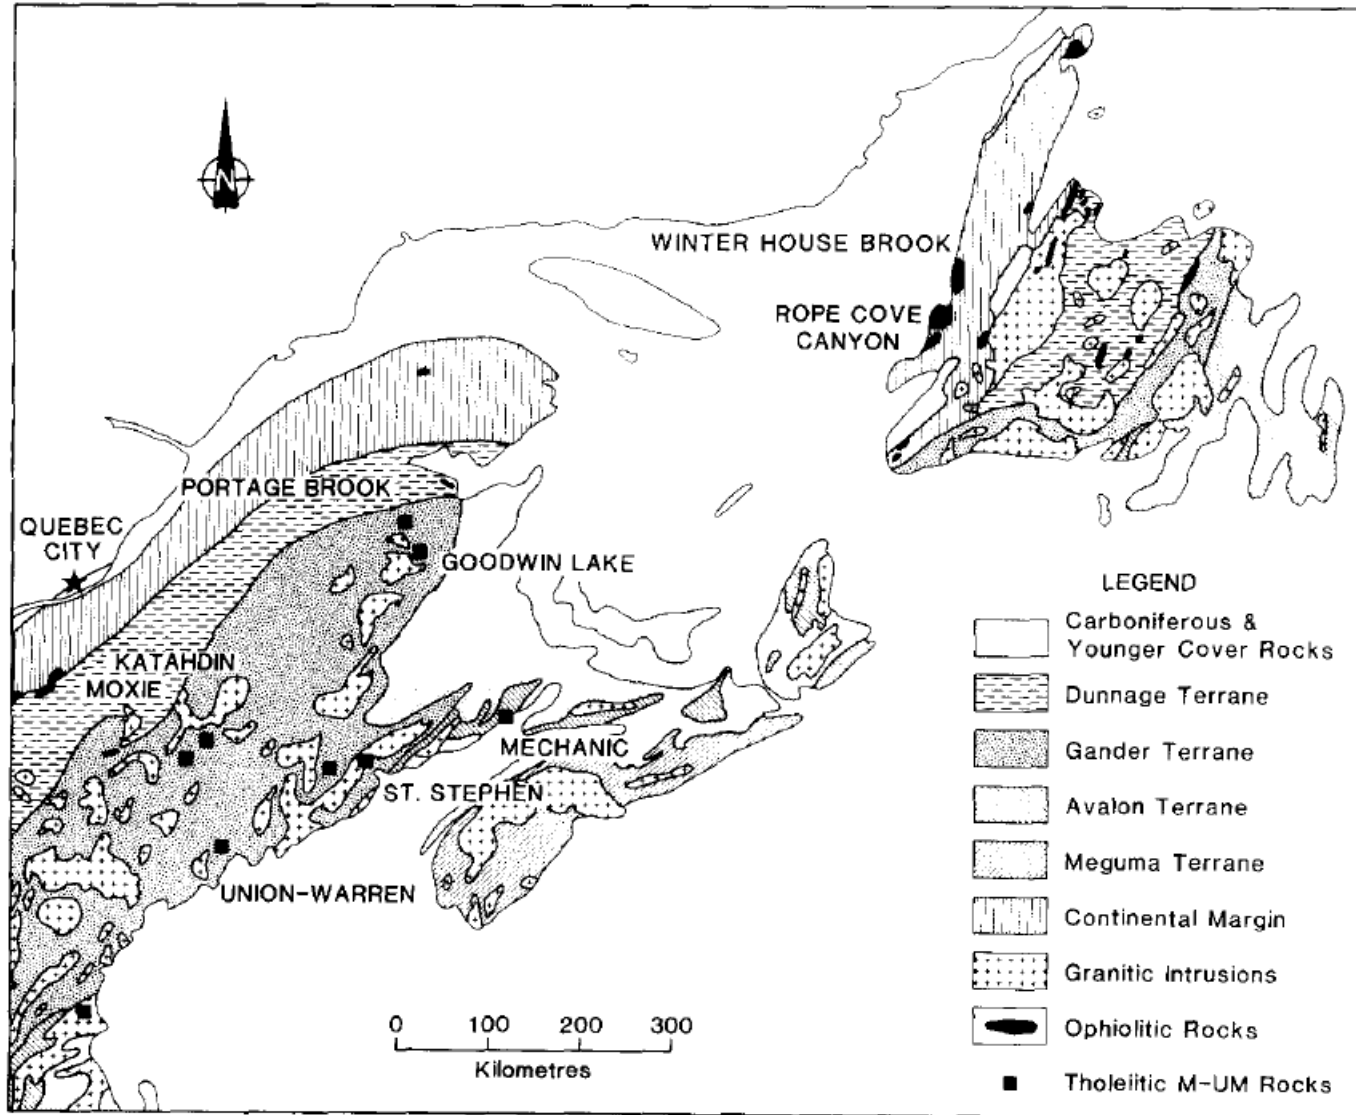 N
WINTER HOUSE BROOK
ROPE COVE
CANYON
PORTAGE BROOK
QUEBEC
CITY
GOODWIN LAKE
KATAHDIN
MOXIE
MECHANIC
ST. STEPHEN
UNION-WARREN
0 100 200 300
Kilometres
LEGEND
Carboniferous &
Younger Cover Rocks
Dunnage Terrane
Gander Terrane
Avalon Terrane
Meguma Terrane
Continental Margin
Granitic Intrusions
Ophiolitic Rocks
Tholeiitic M-UM Rocks